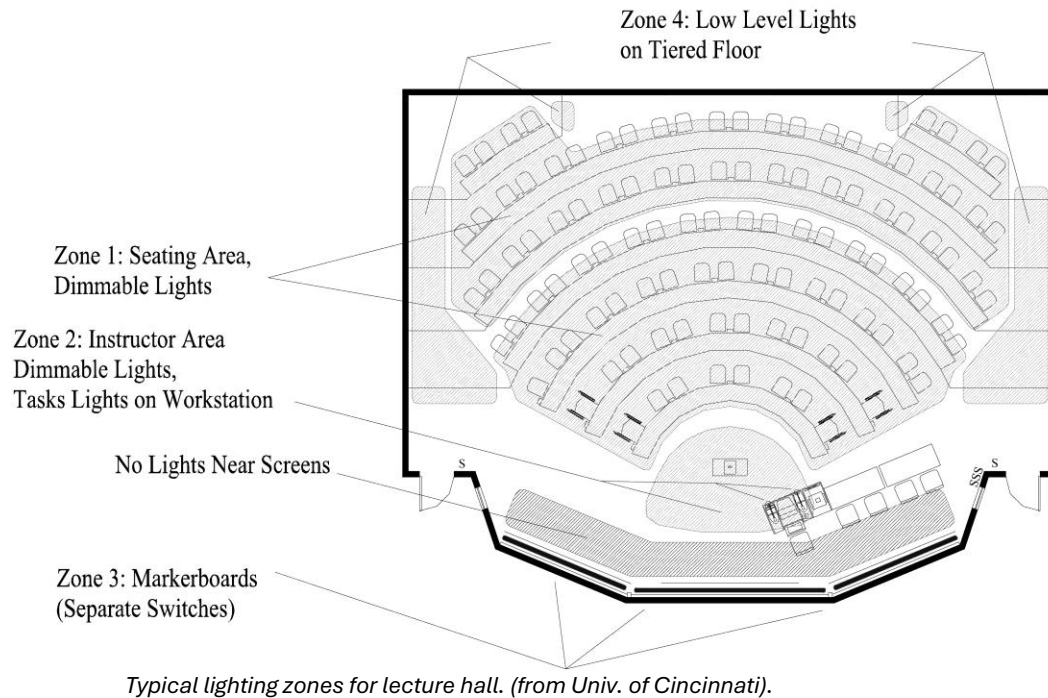 Zone 4: Low Level Lights
on Tiered Floor
Zone 1: Seating Area,
Dimmable Lights
Zone 2: Instructor Area
Dimmable Lights,
Tasks Lights on Workstation
No Lights Near Screens
S
SSS
S
Zone 3: Markerboards
(Separate Switches)
Typical lighting zones for lecture hall. (from Univ. of Cincinnati).